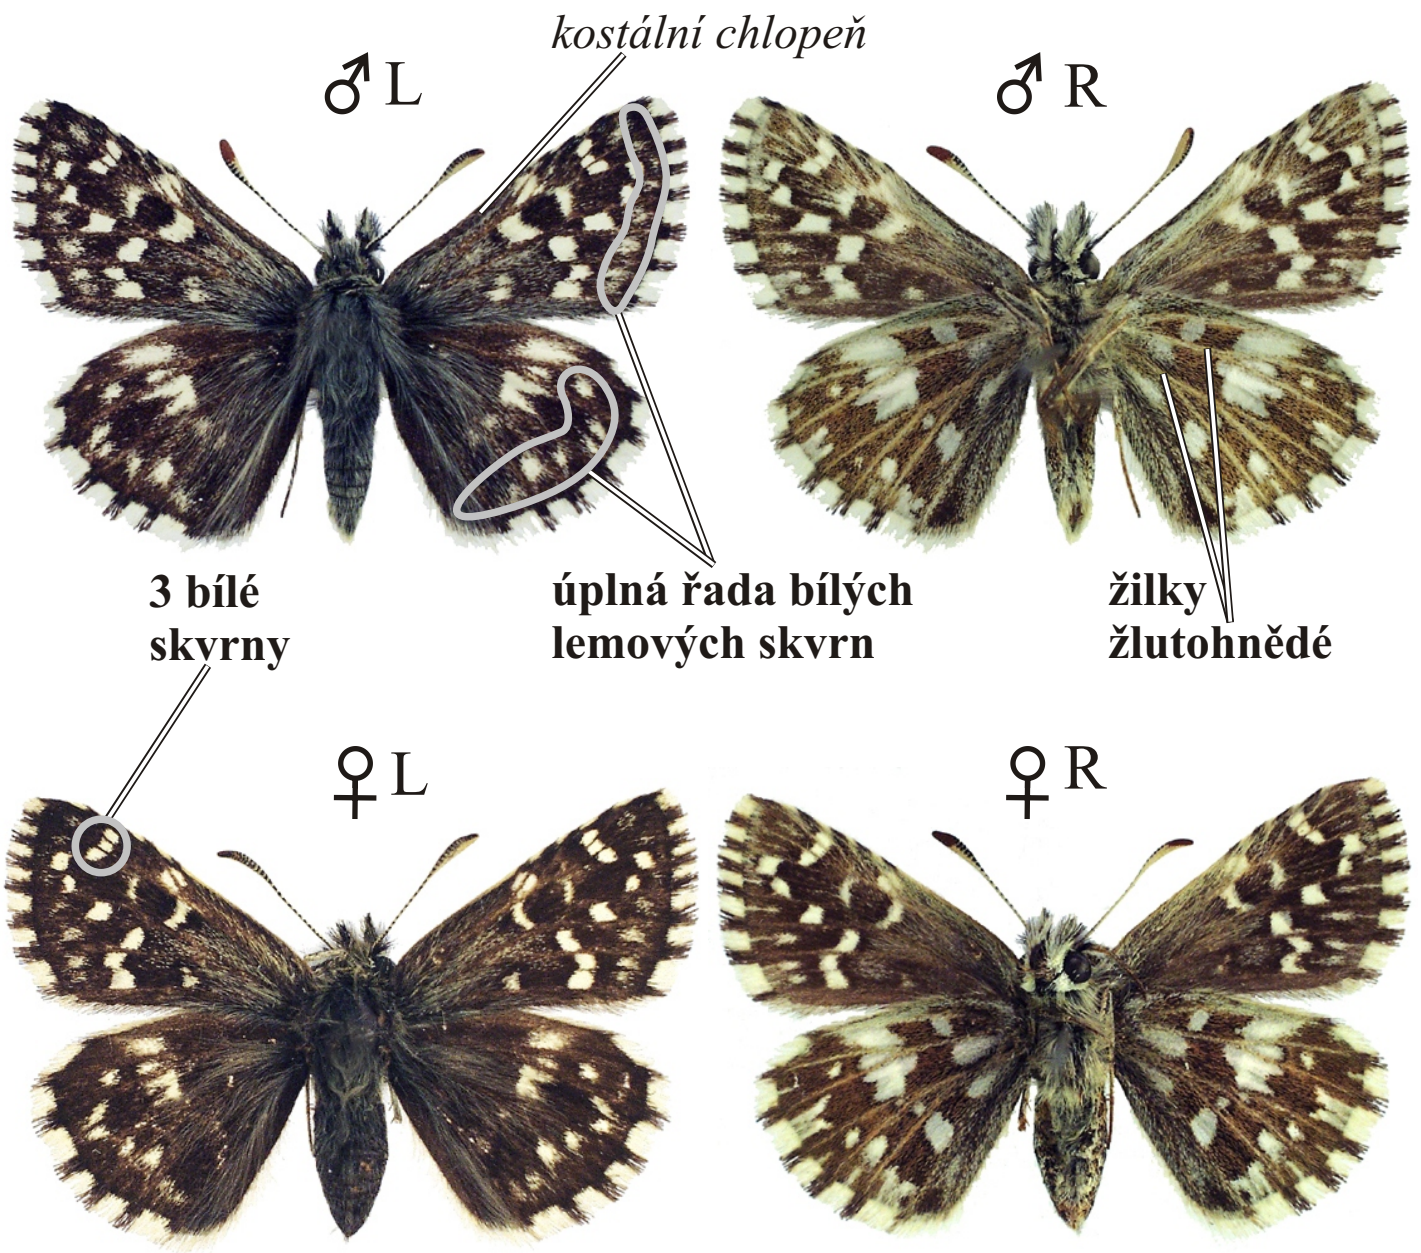 kostální chlopeň
♂ L
♂ R
3 bílé
skvrny
úplná řada bílých
lemových skvrn
žilky
žlutohnědé
♀ L
♀ R